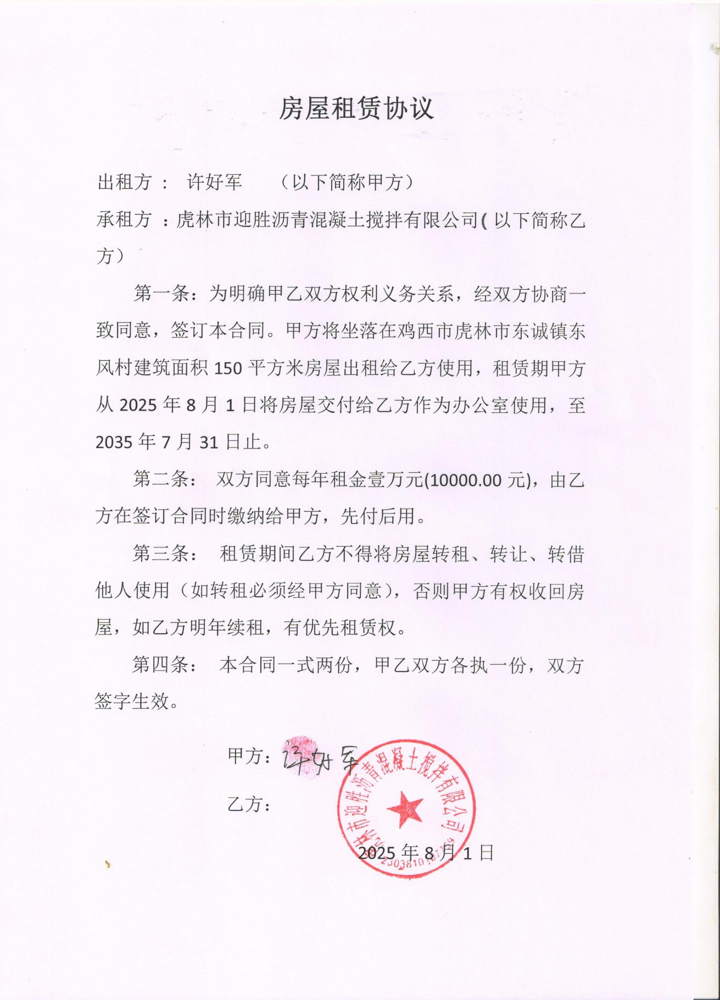 房屋租赁协议
出租方 ： 许好军 （以下简称甲方）
承租方 ：虎林市迎胜沥青混凝土搅拌有限公司( 以下简称乙
方）
第一条：为明确甲乙双方权利义务关系，经双方协商一
致同意，签订本合同。甲方将坐落在鸡西市虎林市东诚镇东
风村建筑面积 150 平方米房屋出租给乙方使用，租赁期甲方
从 2025 年 8 月 1 日将房屋交付给乙方作为办公室使用，至
2035 年 7 月 31 日止。
第二条： 双方同意每年租金壹万元(10000.00 元)，由乙
方在签订合同时缴纳给甲方，先付后用。
第三条： 租赁期间乙方不得将房屋转租、转让、转借
他人使用（如转租必须经甲方同意），否则甲方有权收回房
屋，如乙方明年续租，有优先租赁权。
第四条： 本合同一式两份，甲乙双方各执一份，双方
签字生效。
甲方：许好军
乙方：
虎林市迎胜沥青混凝土搅拌有限公司
2025 年 8 月 1 日